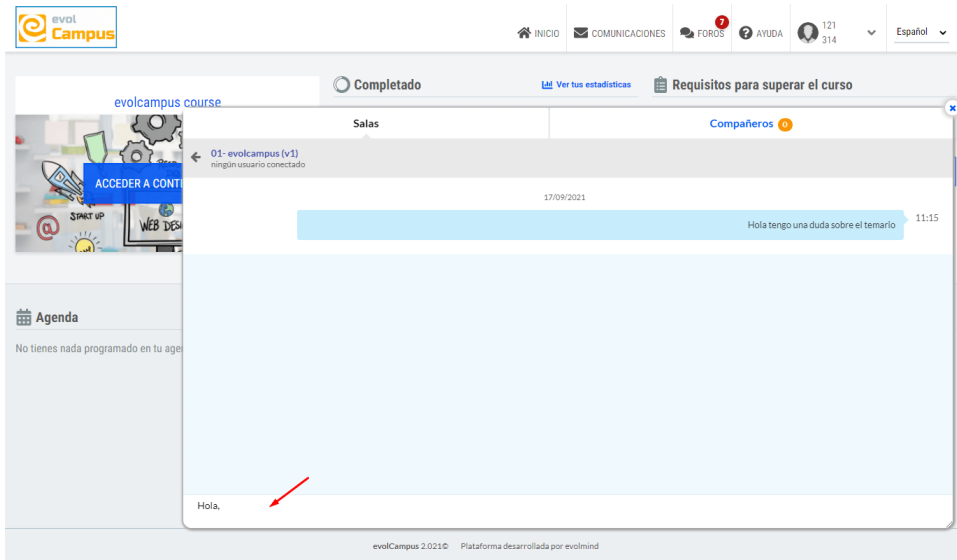 evol
Campus
INICIO
COMUNICACIONES
FOROS
7
AYUDA
121
314
Español
evolcampus course
Completado
Ver tus estadísticas
Requisitos para superar el curso
ACCEDER A CONTE
START UP
WEB DESI
Agenda
No tienes nada programado en tu agen
Salas
Compañeros 0
01- evolcampus (v1)
ningún usuario conectado
17/09/2021
Hola tengo una duda sobre el temario
11:15
Hola,
evolCampus 2.021© Plataforma desarrollada por evolmind